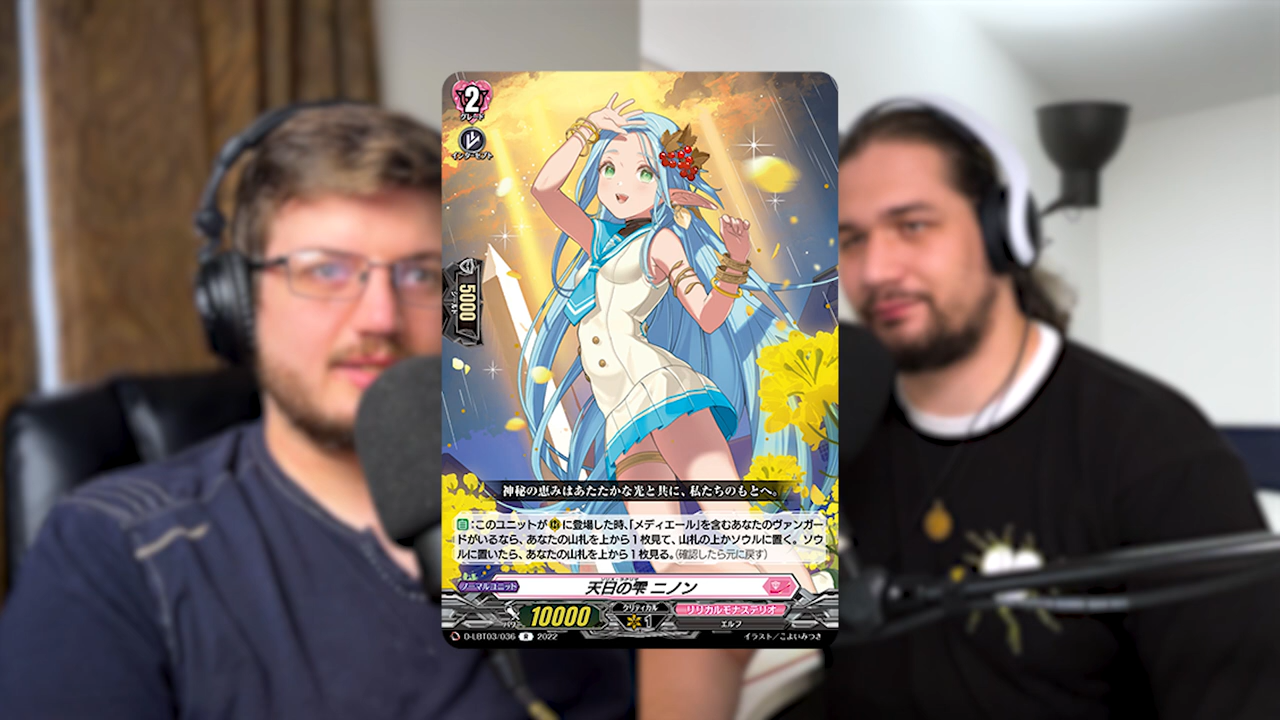 2
グレード
インターセプト
5000
シールド
神秘の恵みはあたたかな光と共に、私たちのもとへ。
自:このユニットがRに登場した時、「メディエール」を含むあなたのヴァンガー
ドがいるなら、あなたの山札を上から1枚見て、山札の上かソウルに置く。ソウ
ルに置いたら、あなたの山札を上から1枚見る。(確認したら元に戻す)
ノーマルユニット
天日の雫 ニノン
パワー
10000
クリティカル
1
リリカルモナステリオ
エルフ
D-LBT03/036 R 2022
イラスト/こよいみつき